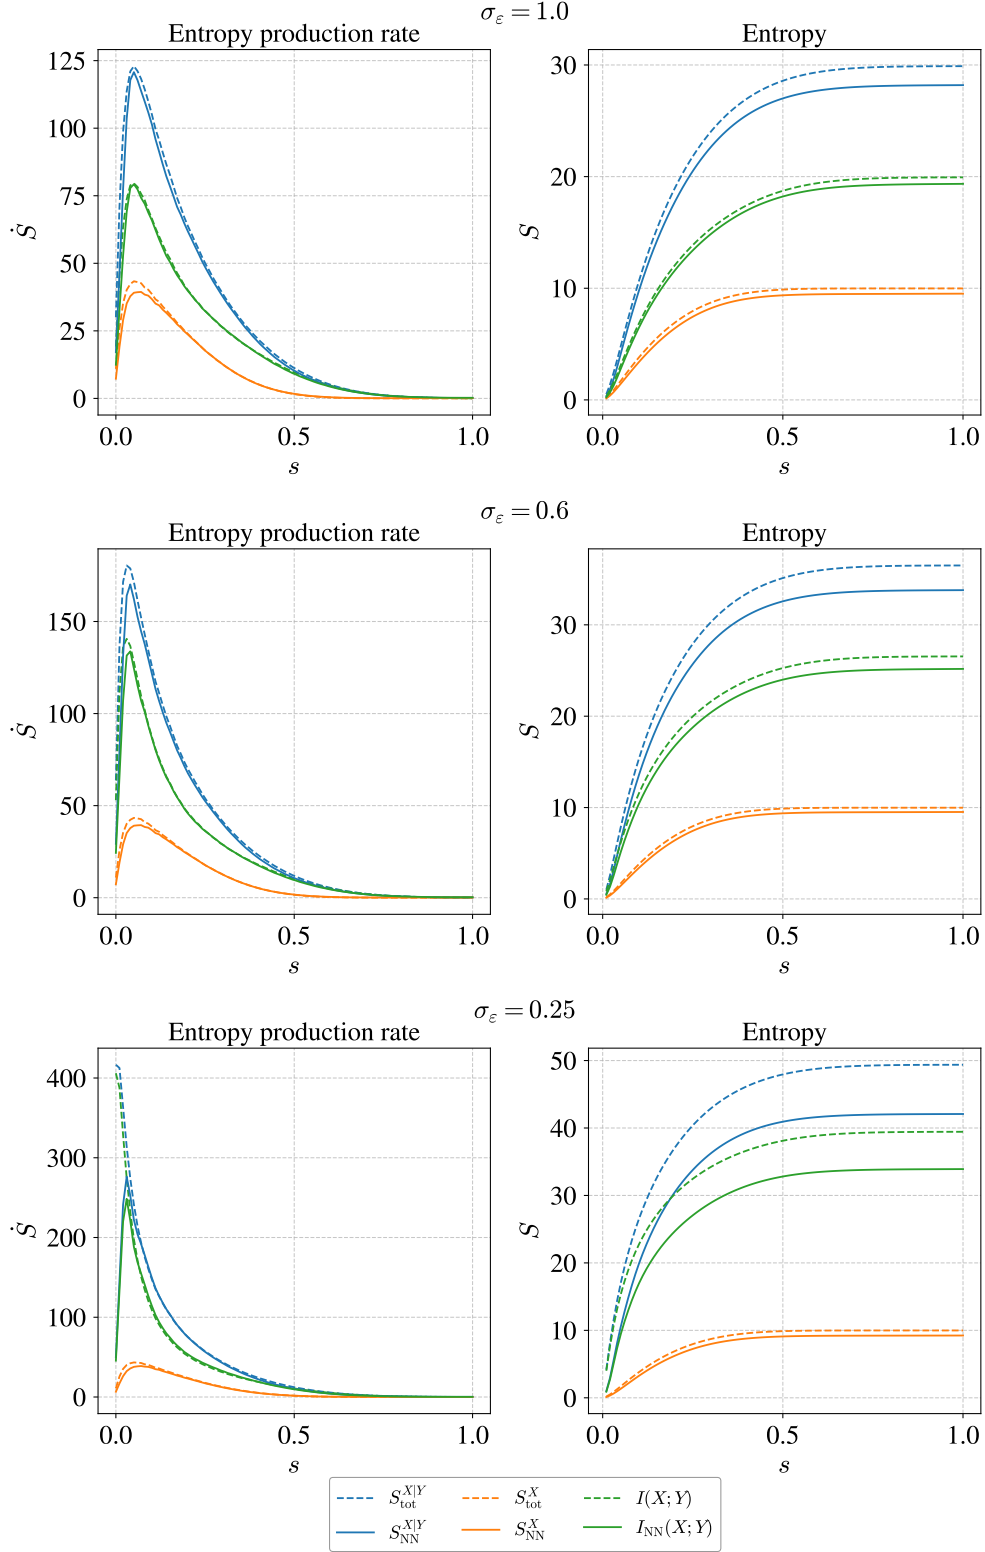 σ_ε = 1.0
Entropy production rate
Entropy
125
100
75
50
25
0
Ṡ
0.0 0.5 1.0
s
30
20
10
0
S
0.0 0.5 1.0
s
σ_ε = 0.6
Entropy production rate
Entropy
150
100
50
0
Ṡ
0.0 0.5 1.0
s
30
20
10
0
S
0.0 0.5 1.0
s
σ_ε = 0.25
Entropy production rate
Entropy
400
300
200
100
0
Ṡ
0.0 0.5 1.0
s
50
40
30
20
10
0
S
0.0 0.5 1.0
s
S_tot^{X|Y} S_tot^X I(X;Y)
S_NN^{X|Y} S_NN^X I_NN(X;Y)